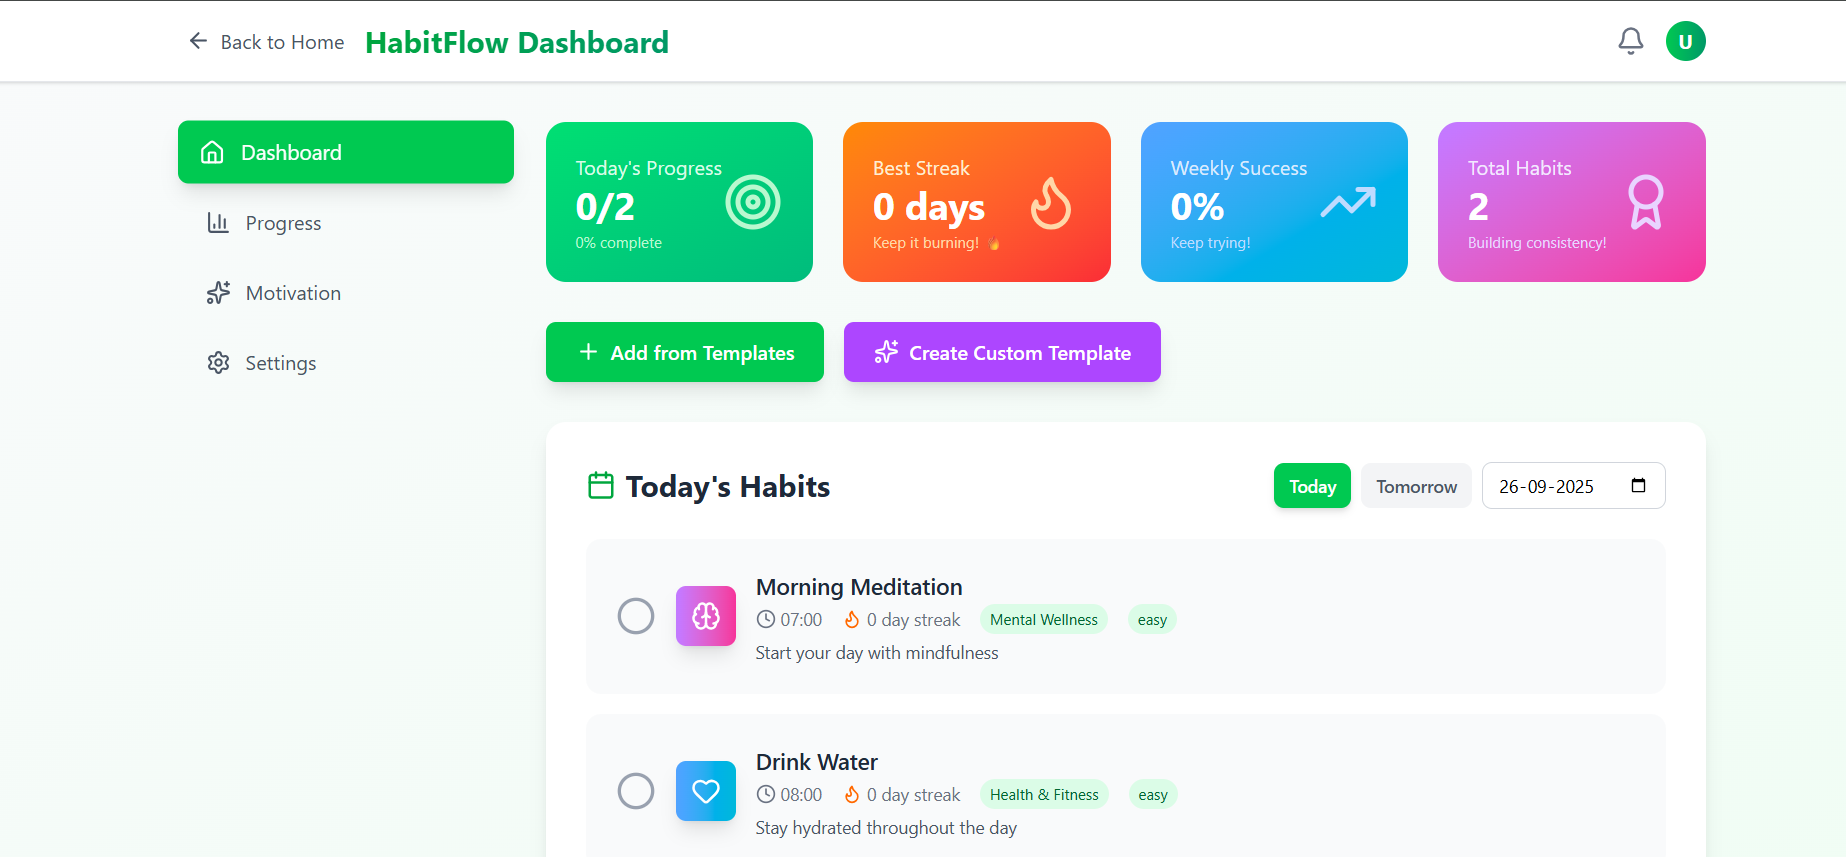 Back to Home
HabitFlow Dashboard
U
Dashboard
Progress
Motivation
Settings
Today's Progress
0/2
0% complete
Best Streak
0 days
Keep it burning! 🔥
Weekly Success
0%
Keep trying!
Total Habits
2
Building consistency!
Add from Templates
Create Custom Template
Today's Habits
Today
Tomorrow
26-09-2025
Morning Meditation
07:00 0 day streak Mental Wellness easy
Start your day with mindfulness
Drink Water
08:00 0 day streak Health & Fitness easy
Stay hydrated throughout the day